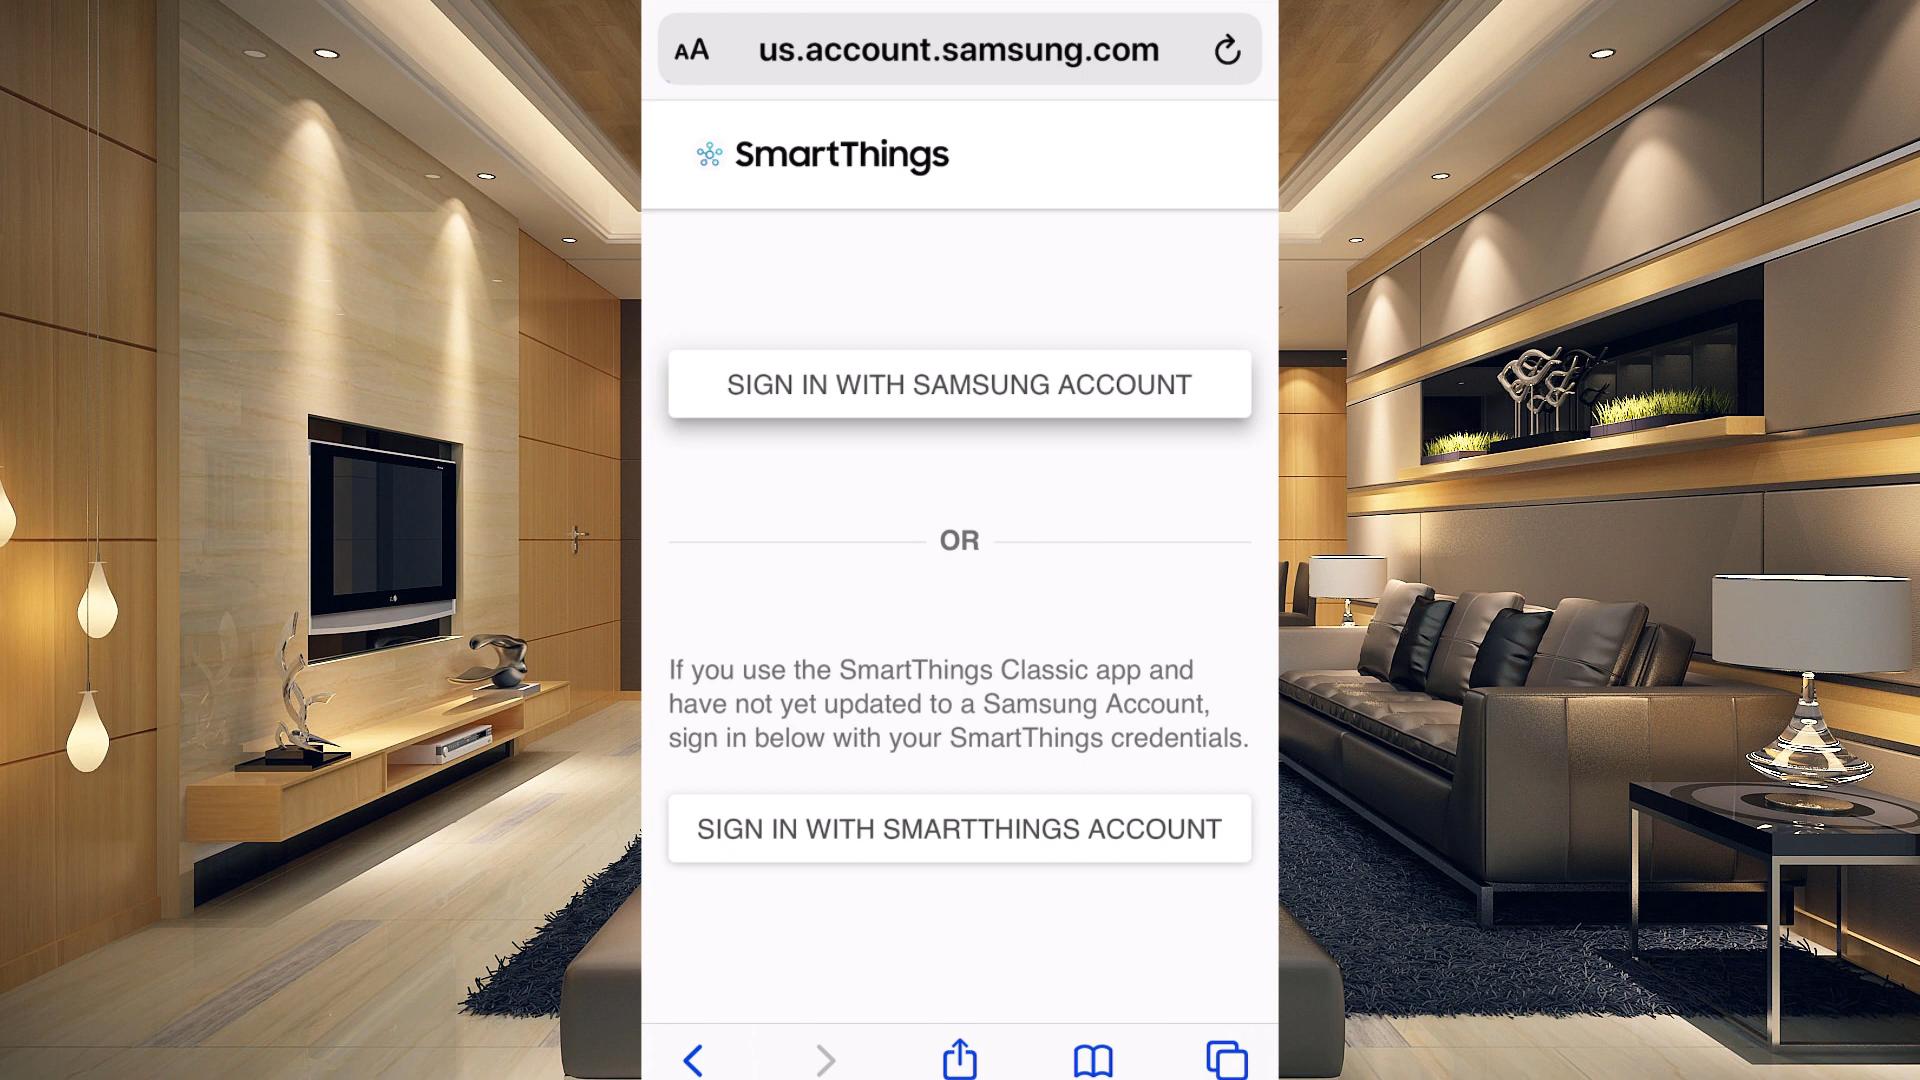 AA us.account.samsung.com
SmartThings
SIGN IN WITH SAMSUNG ACCOUNT
OR
If you use the SmartThings Classic app and
have not yet updated to a Samsung Account,
sign in below with your SmartThings credentials.
SIGN IN WITH SMARTTHINGS ACCOUNT